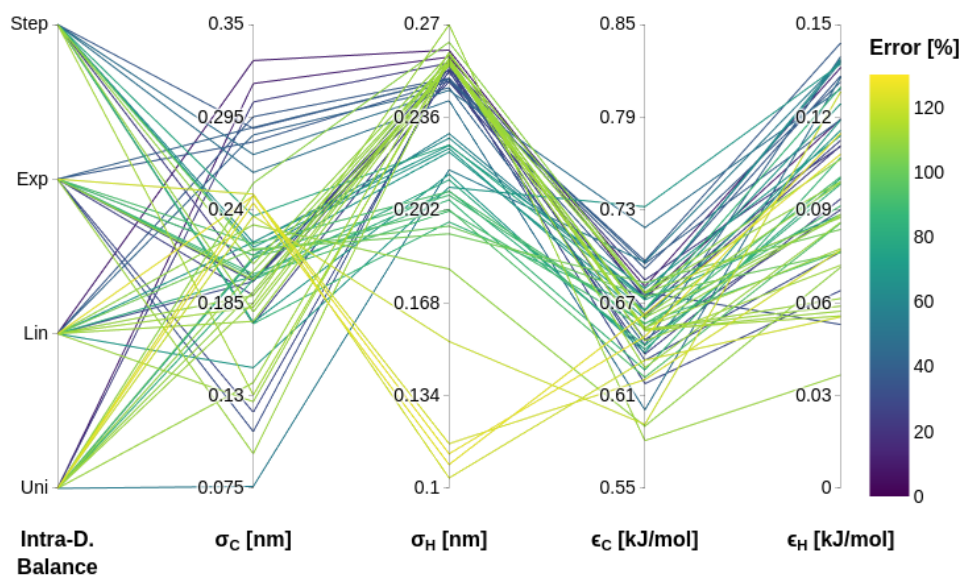 Step
Exp
Lin
Uni
0.35
0.295
0.24
0.185
0.13
0.075
0.27
0.236
0.202
0.168
0.134
0.1
0.85
0.79
0.73
0.67
0.61
0.55
0.15
0.12
0.09
0.06
0.03
0
Error [%]
120
100
80
60
40
20
0
Intra-D.
Balance
σC [nm]
σH [nm]
ϵC [kJ/mol]
ϵH [kJ/mol]